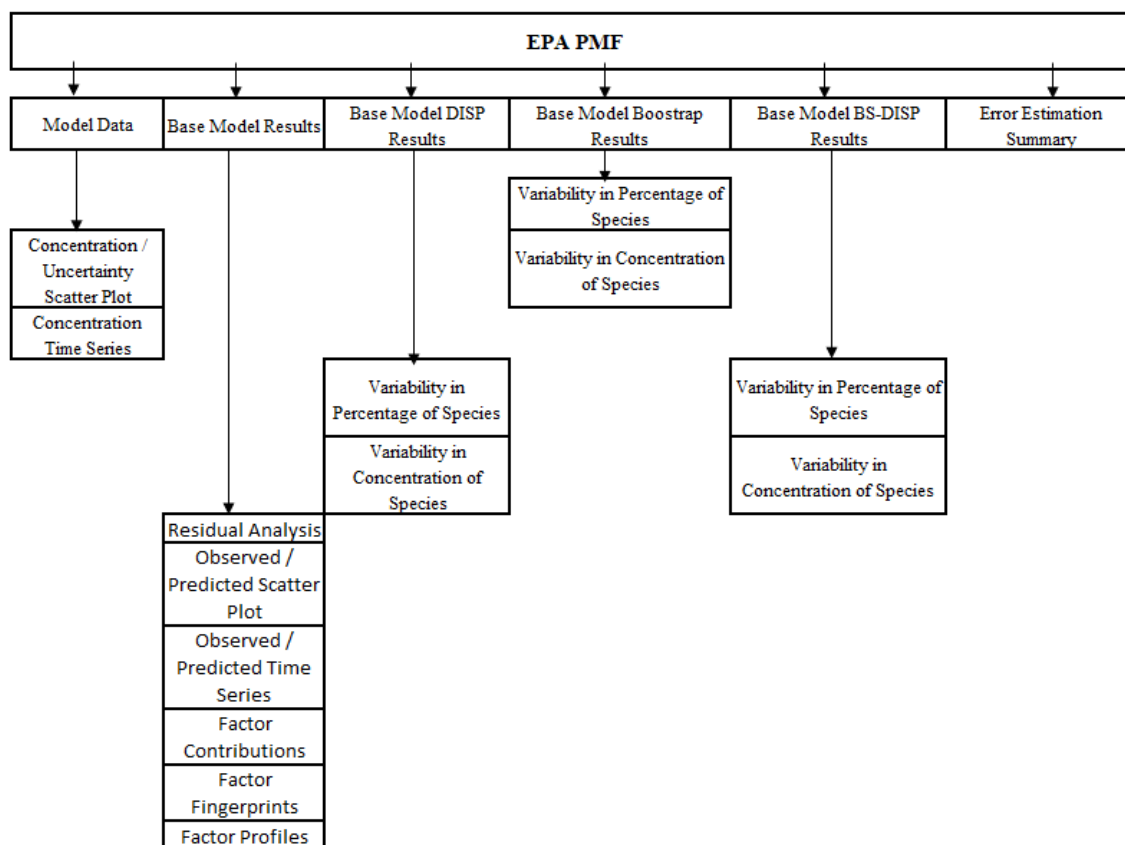 EPA PMF
Model Data
Base Model Results
Base Model DISP
Results
Base Model Boostrap
Results
Base Model BS-DISP
Results
Error Estimation
Summary
Variability in Percentage of
Species
Variability in Concentration
of Species
Concentration /
Uncertainty
Scatter Plot
Concentration
Time Series
Variability in
Percentage of Species
Variability in
Concentration of
Species
Variability in Percentage of
Species
Variability in
Concentration of Species
Residual Analysis
Observed /
Predicted Scatter
Plot
Observed /
Predicted Time
Series
Factor
Contributions
Factor
Fingerprints
Factor Profiles